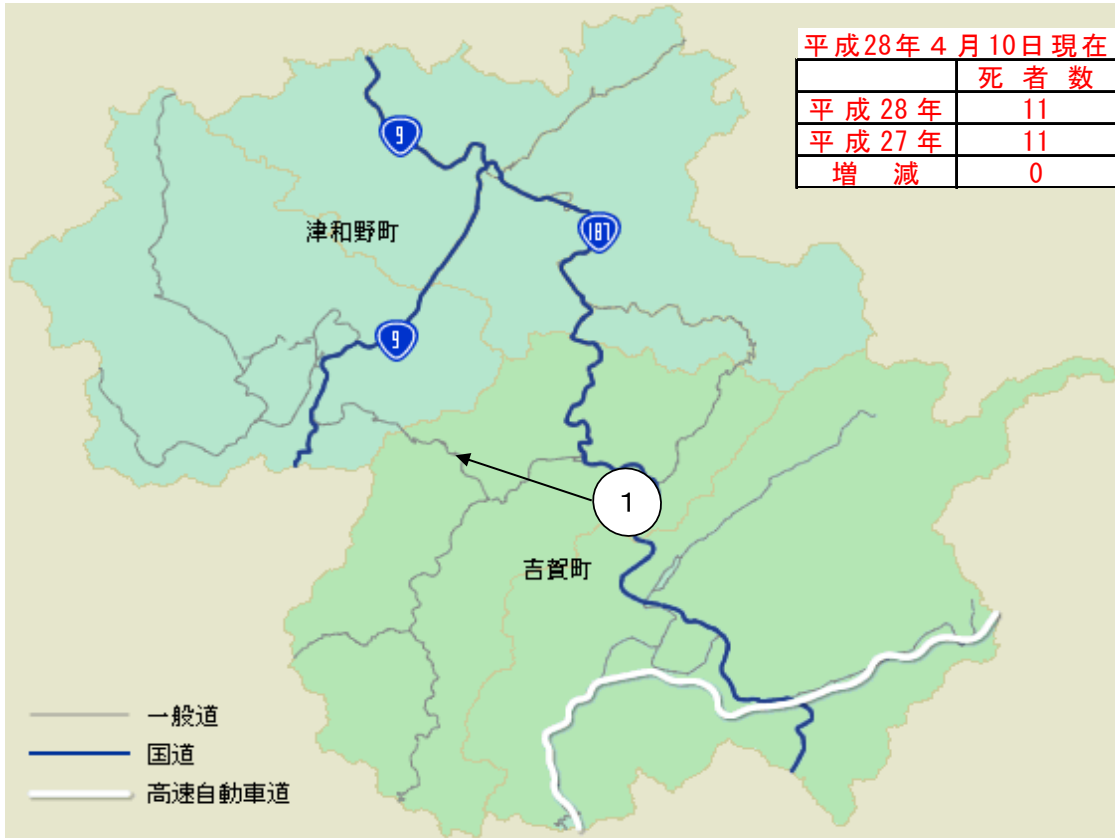 平成28年4月10日現在
死者数
平成28年 11
平成27年 11
増減 0
9
187
津和野町
9
1
吉賀町
一般道
国道
高速自動車道